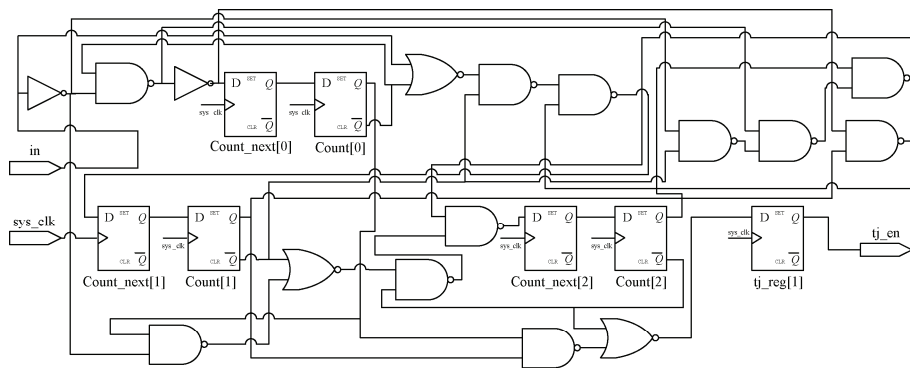 D SET Q
sys_clk
CLR Q
Count_next[0]
D SET Q
sys_clk
CLR Q
Count[0]
in
sys_clk
D SET Q
CLR Q
Count_next[1]
D SET Q
sys_clk
CLR Q
Count[1]
D SET Q
sys_clk
CLR Q
Count_next[2]
D SET Q
sys_clk
CLR Q
Count[2]
D SET Q
sys_clk
CLR Q
tj_reg[1]
tj_en